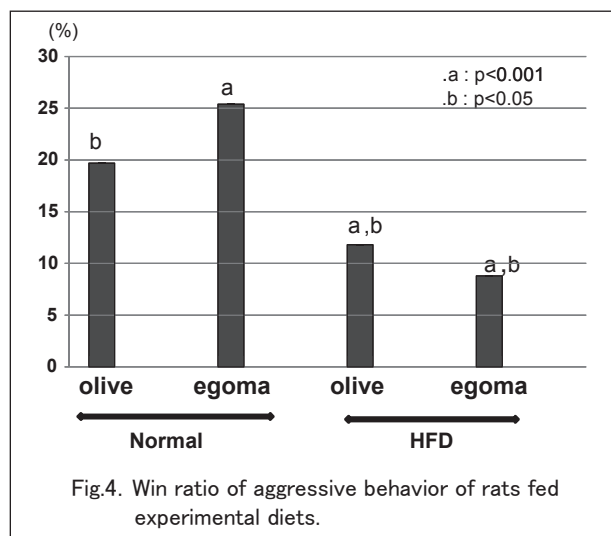 (%)
30
.a : p<0.001
a
.b : p<0.05
25
b
20
15
a ,b
10
a ,b
5
0
olive egoma olive egoma
Normal HFD
Fig.4. Win ratio of aggressive behavior of rats fed
experimental diets.